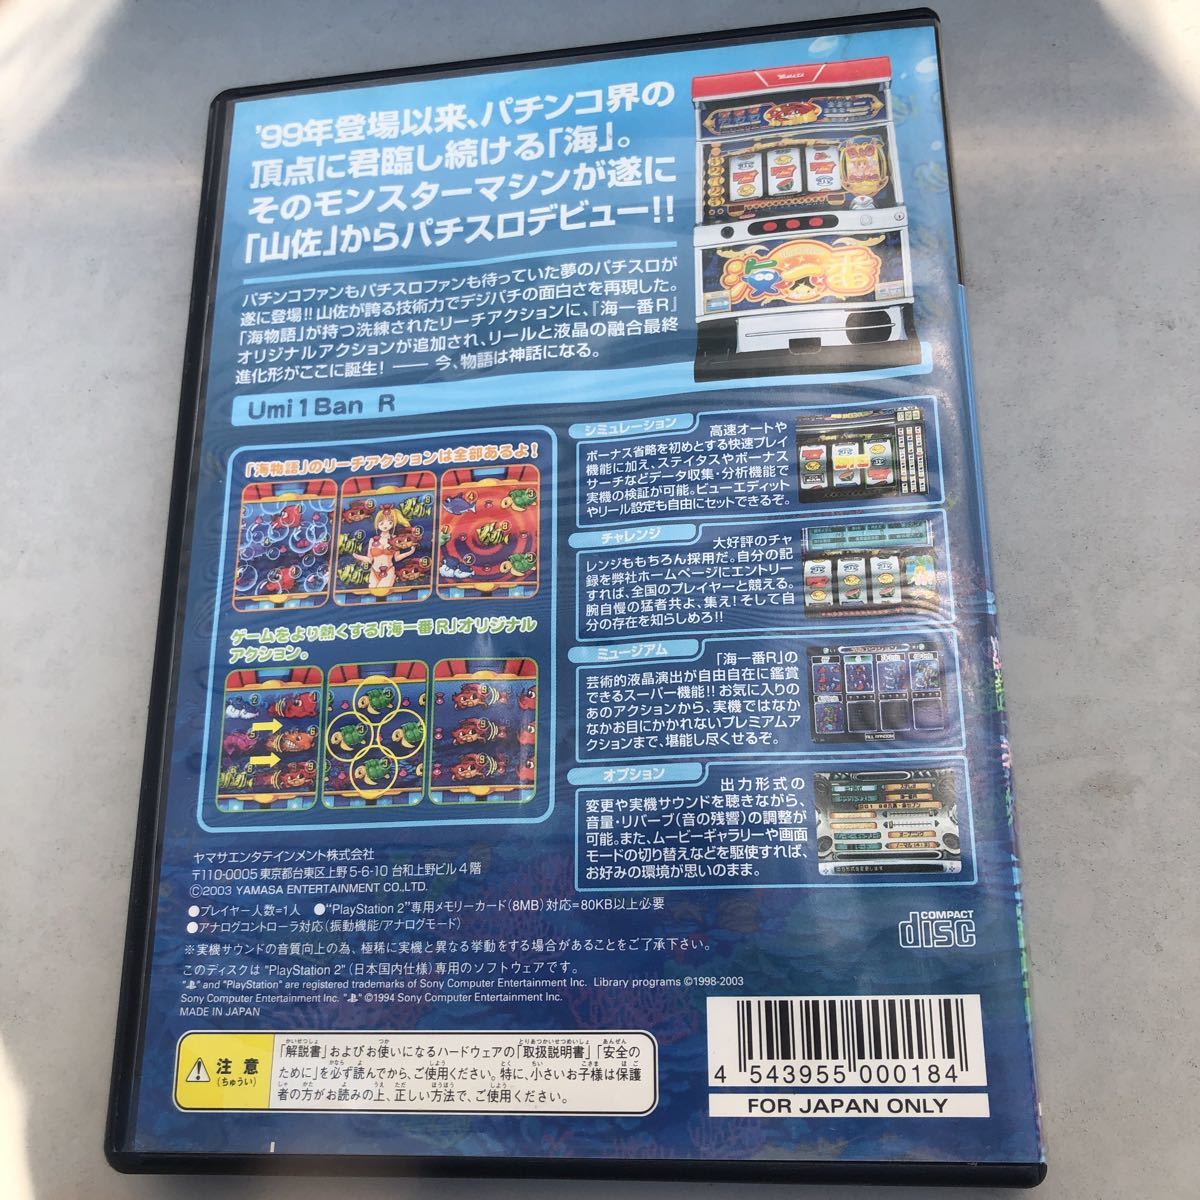 '99年登場以来、パチンコ界の
頂点に君臨し続ける「海」。
そのモンスターマシンが遂に
「山佐」からパチスロデビュー!!
パチンコファンもパチスロファンも待っていた夢のパチスロが
遂に登場!! 山佐が誇る技術力でデジパチの面白さを再現した。
「海物語」が持つ洗練されたリーチアクションに、『海一番R』
オリジナルアクションが追加され、リールと液晶の融合最終
進化形がここに誕生! —— 今、物語は神話になる。
Umi 1 Ban R
「海物語」のリーチアクションは全部あるよ!
ゲームをより熱くする「海一番R」オリジナル
アクション。
シミュレーション
高速オートや
ボーナス省略を初めとする快速プレイ
機能に加え、ステイタスやボーナス
サーチなどデータ収集・分析機能で
実機の検証が可能。ビューエディット
やリール設定も自由にセットできるぞ。
チャレンジ
大好評のチャ
レンジももちろん採用だ。自分の記
録を弊社ホームページにエントリー
すれば、全国のプレイヤーと競える。
腕自慢の猛者共よ、集え! そして自
分の存在を知らしめろ!!
ミュージアム
「海一番R」の
芸術的液晶演出が自由自在に鑑賞
できるスーパー機能!! お気に入りの
あのアクションから、実機ではなか
なかお目にかかれないプレミアムア
クションまで、堪能し尽くせるぞ。
オプション
出力形式の
変更や実機サウンドを聴きながら、
音量・リバーブ(音の残響)の調整が
可能。また、ムービーギャラリーや画面
モードの切り替えなどを駆使すれば、
お好みの環境が思いのまま。
ヤマサエンタテインメント株式会社
〒110-0005 東京都台東区上野 5-6-10 台和上野ビル4階
©2003 YAMASA ENTERTAINMENT CO.,LTD.
●プレイヤー人数=1人 ●"PlayStation 2"専用メモリーカード(8MB)対応=80KB以上必要
●アナログコントローラ対応(振動機能/アナログモード)
※実機サウンドの音質向上の為、極稀に実機と異なる挙動をする場合があることをご了承下さい。
このディスクは "PlayStation 2"(日本国内仕様)専用のソフトウェアです。
" " and "PlayStation" are registered trademarks of Sony Computer Entertainment Inc. Library programs ©1998-2003
Sony Computer Entertainment Inc. " " ©1994 Sony Computer Entertainment Inc.
MADE IN JAPAN
COMPACT
disc
注意
(ちゅうい)
「解説書」およびお使いになるハードウェアの「取扱説明書」「安全の
ために」を必ず読んでから、ご使用ください。特に、小さいお子様は保護
者の方がお読みの上、正しい方法で、ご使用ください。
4 543955 000184
FOR JAPAN ONLY